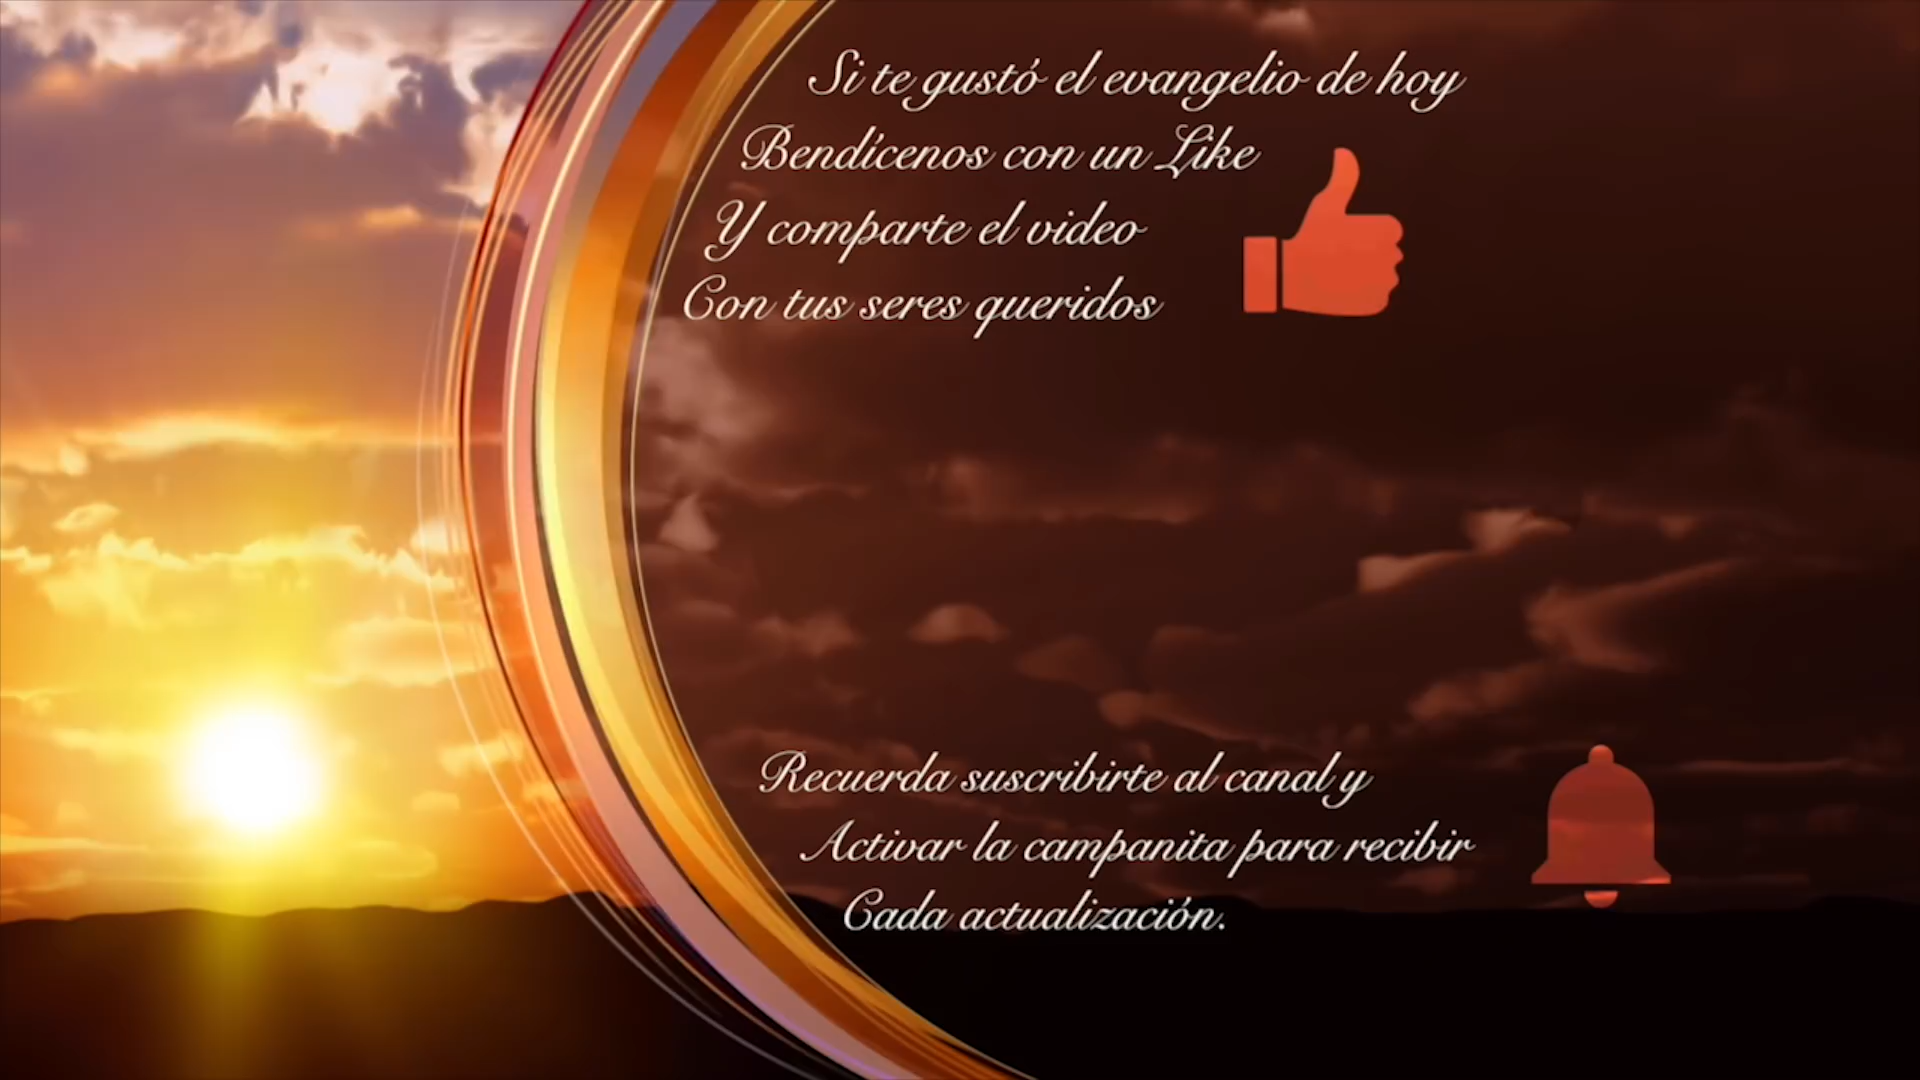 Si te gustó el evangelio de hoy
Bendícenos con un Like
Y comparte el video
Con tus seres queridos
Recuerda suscribirte al canal y
Activar la campanita para recibir
Cada actualización.